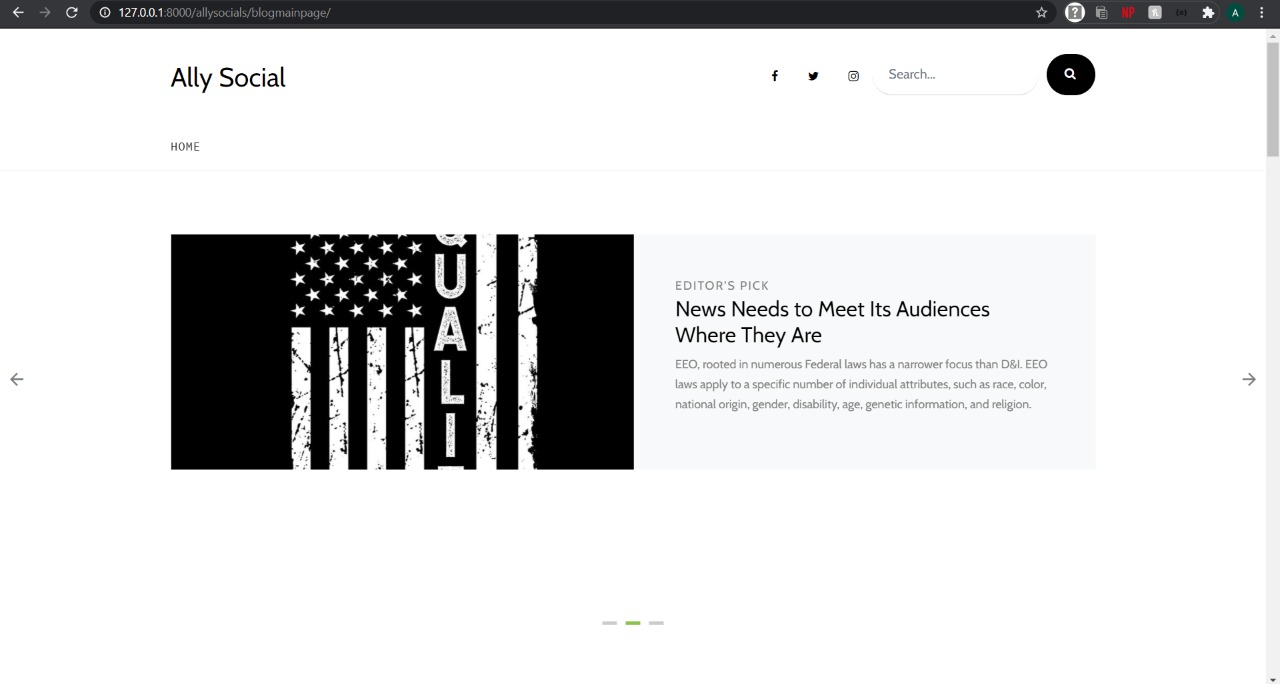 127.0.0.1:8000/allysocials/blogmainpage/
NP
A
Ally Social
Search...
HOME
QUALI
EDITOR'S PICK
News Needs to Meet Its Audiences
Where They Are
EEO, rooted in numerous Federal laws has a narrower focus than D&I. EEO
laws apply to a specific number of individual attributes, such as race, color,
national origin, gender, disability, age, genetic information, and religion.